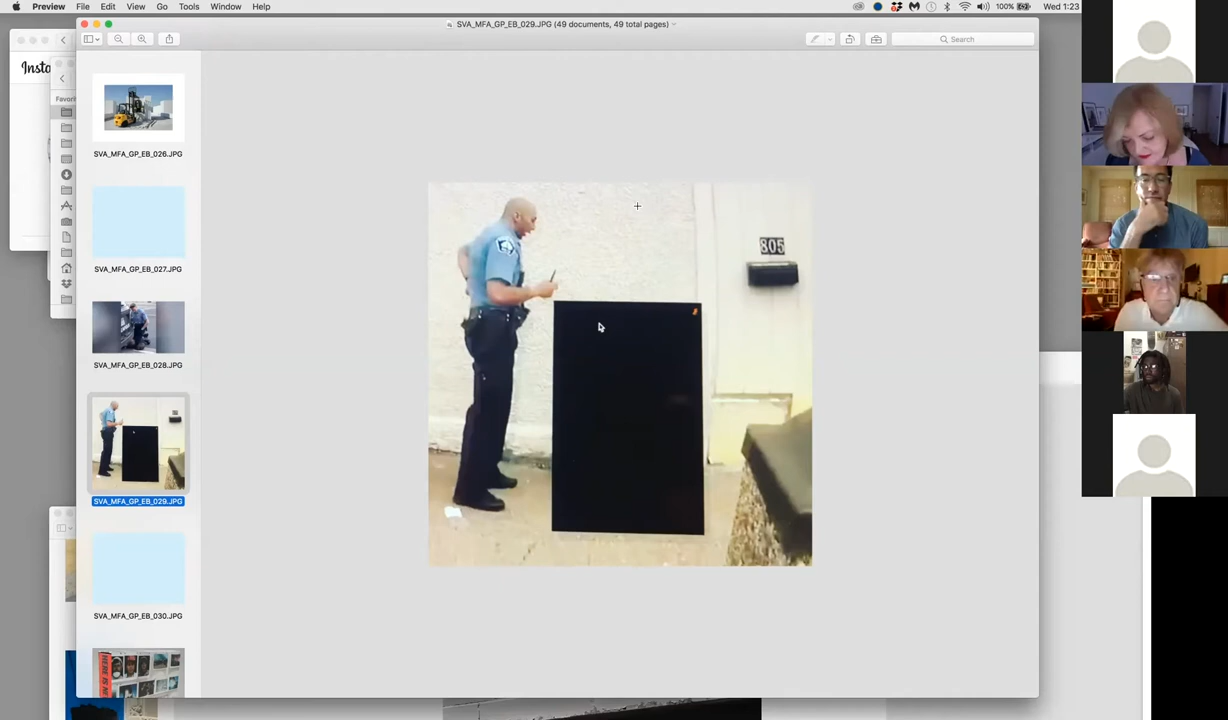 Preview File Edit View Go Tools Window Help
100% Wed 1:23
SVA_MFA_GP_EB_029.JPG (49 documents, 49 total pages)
Search
Insta
Favori
SVA_MFA_GP_EB_026.JPG
SVA_MFA_GP_EB_027.JPG
SVA_MFA_GP_EB_028.JPG
SVA_MFA_GP_EB_029.JPG
SVA_MFA_GP_EB_030.JPG
805